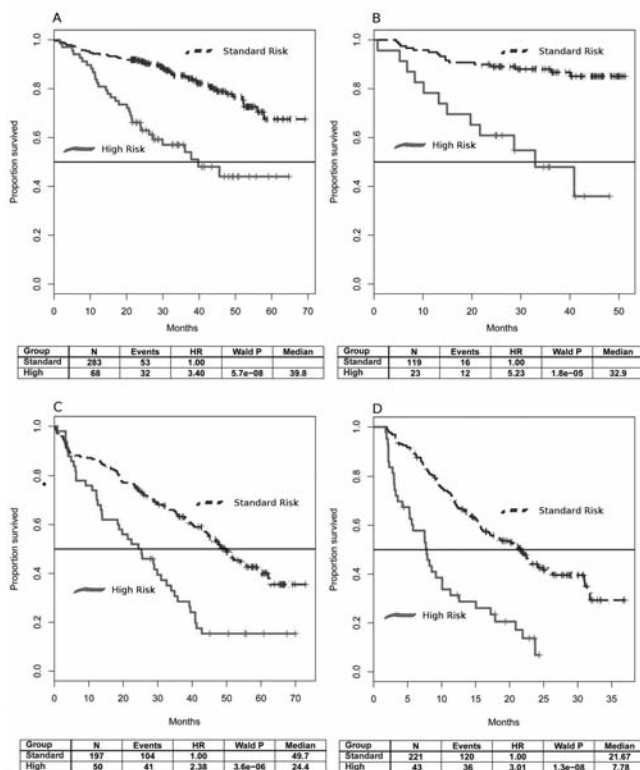 A
1.0
0.8
0.6
0.4
0.2
0.0
Proportion survived
Standard Risk
High Risk
0 10 20 30 40 50 60 70
Months
Group N Events HR Wald P Median
Standard 283 53 1.00
High 68 32 3.40 5.7e−08 39.8
B
1.0
0.8
0.6
0.4
0.2
0.0
Proportion survived
Standard Risk
High Risk
0 10 20 30 40 50
Months
Group N Events HR Wald P Median
Standard 119 16 1.00
High 23 12 5.23 1.8e−05 32.9
C
1.0
0.8
0.6
0.4
0.2
0.0
Proportion survived
Standard Risk
High Risk
0 10 20 30 40 50 60 70
Months
Group N Events HR Wald P Median
Standard 197 104 1.00 49.7
High 50 41 2.38 3.6e−06 24.4
D
1.0
0.8
0.6
0.4
0.2
0.0
Proportion survived
Standard Risk
High Risk
0 5 10 15 20 25 30 35
Months
Group N Events HR Wald P Median
Standard 221 120 1.00 21.67
High 43 36 3.01 1.3e−08 7.78